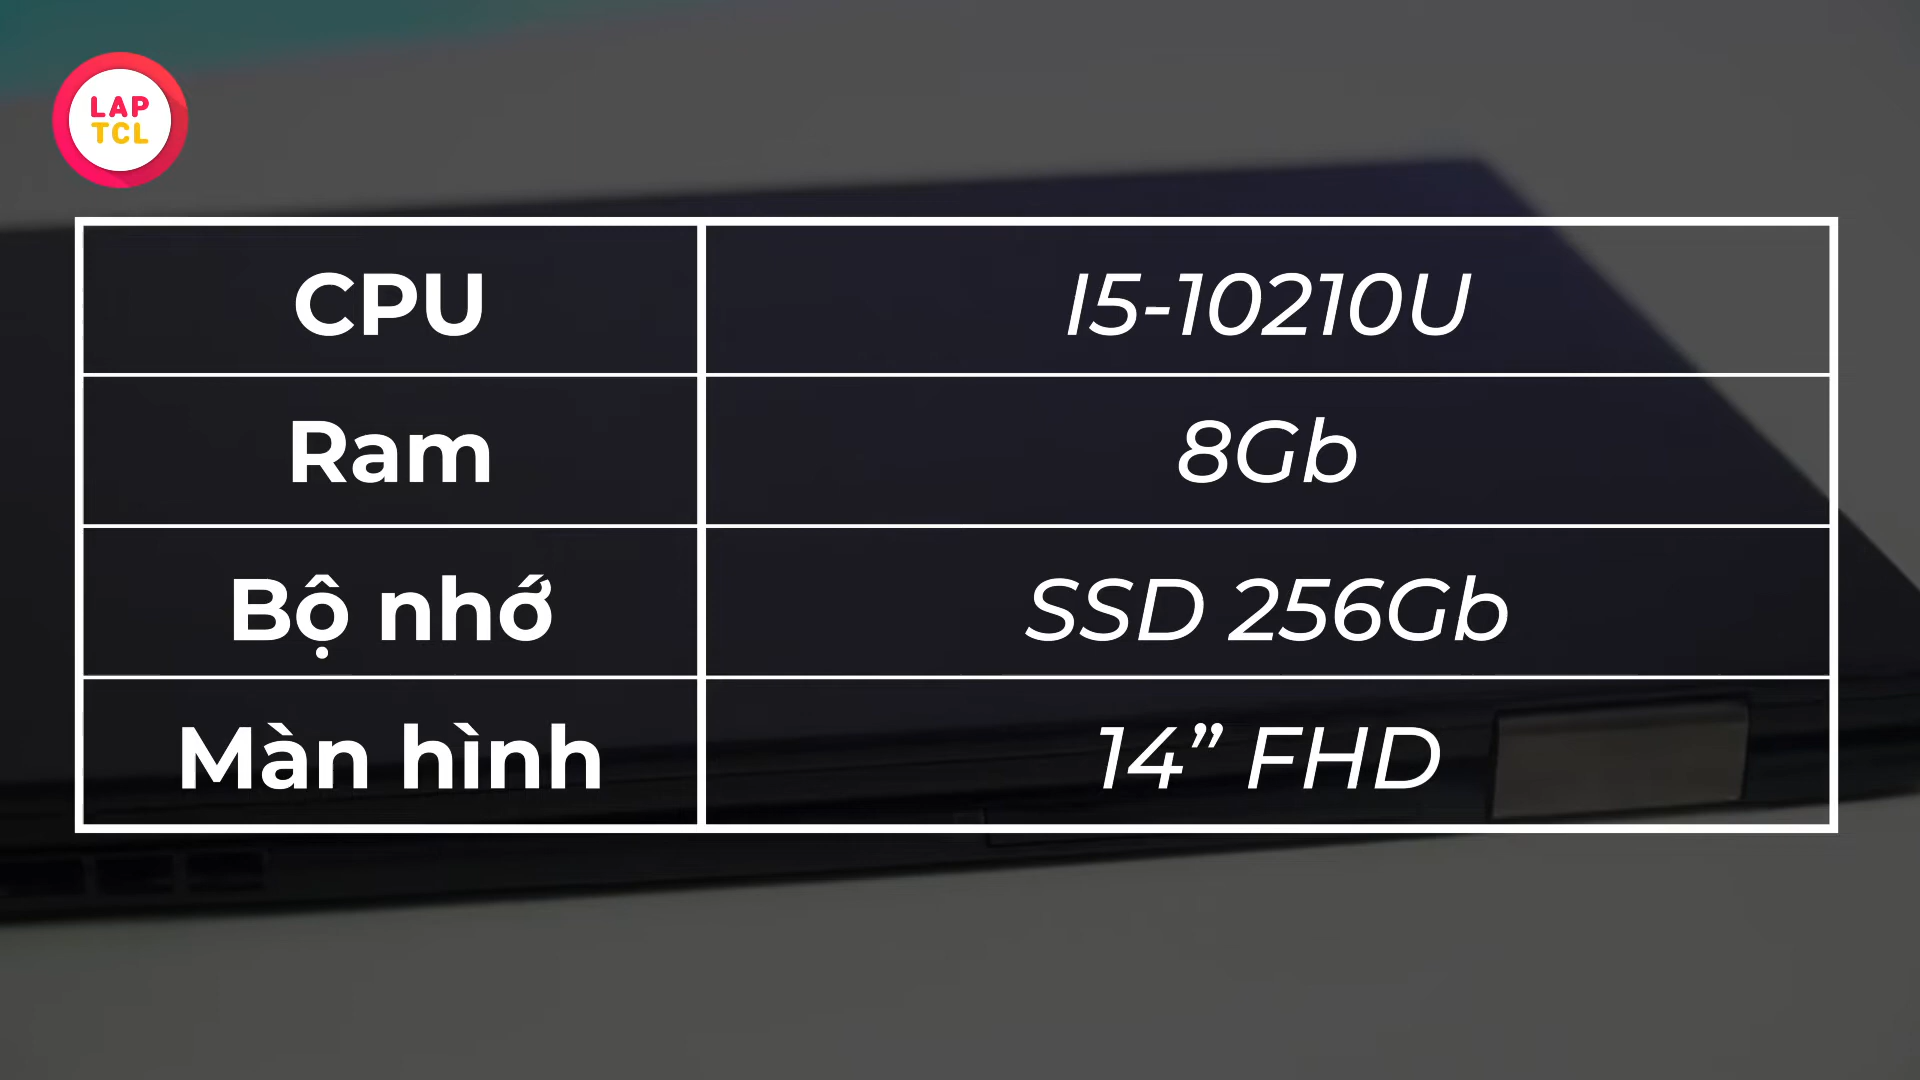 LAP
TCL
CPU
I5-10210U
Ram
8Gb
Bộ nhớ
SSD 256Gb
Màn hình
14” FHD